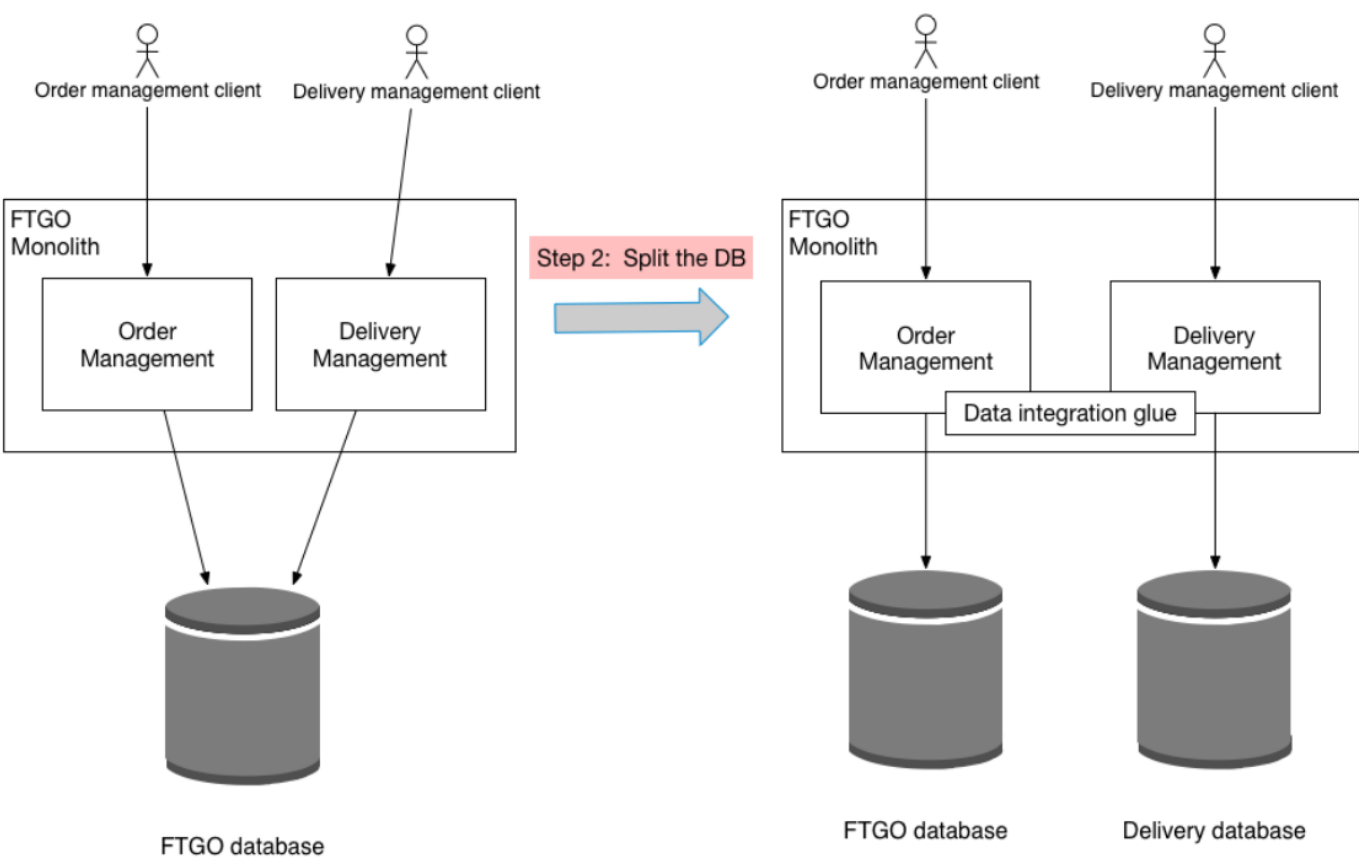 Order management client
Delivery management client
FTGO
Monolith
Order
Management
Delivery
Management
FTGO database
Step 2: Split the DB
Order management client
Delivery management client
FTGO
Monolith
Order
Management
Delivery
Management
Data integration glue
FTGO database
Delivery database